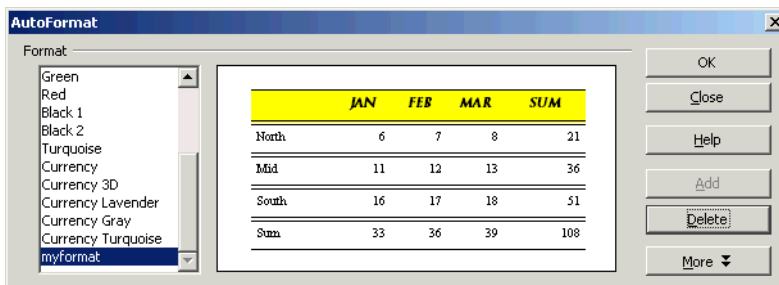 AutoFormat
Format
Green
Red
Black 1
Black 2
Turquoise
Currency
Currency 3D
Currency Lavender
Currency Gray
Currency Turquoise
myformat
JAN FEB MAR SUM
North 6 7 8 21
Mid 11 12 13 36
South 16 17 18 51
Sum 33 36 39 108
OK
Close
Help
Add
Delete
More